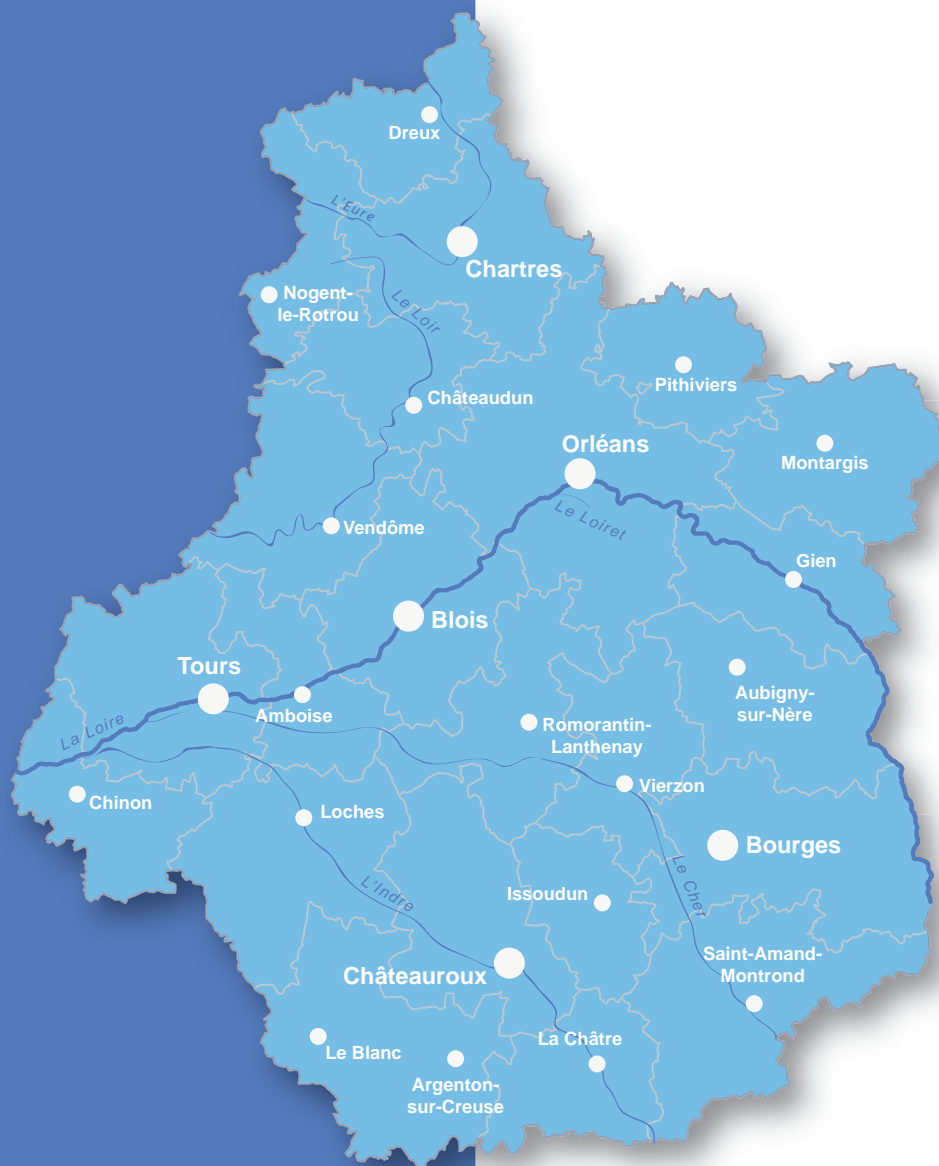 Dreux
L'Eure
Chartres
Nogent-
le-Rotrou
Le Loir
Pithiviers
Châteaudun
Orléans
Montargis
Le Loiret
Vendôme
Gien
Blois
Tours
Aubigny-
sur-Nère
Amboise
La Loire
Romorantin-
Lanthenay
Vierzon
Chinon
Loches
Bourges
Le Cher
L'Indre
Issoudun
Saint-Amand-
Montrond
Châteauroux
La Châtre
Le Blanc
Argenton-
sur-Creuse